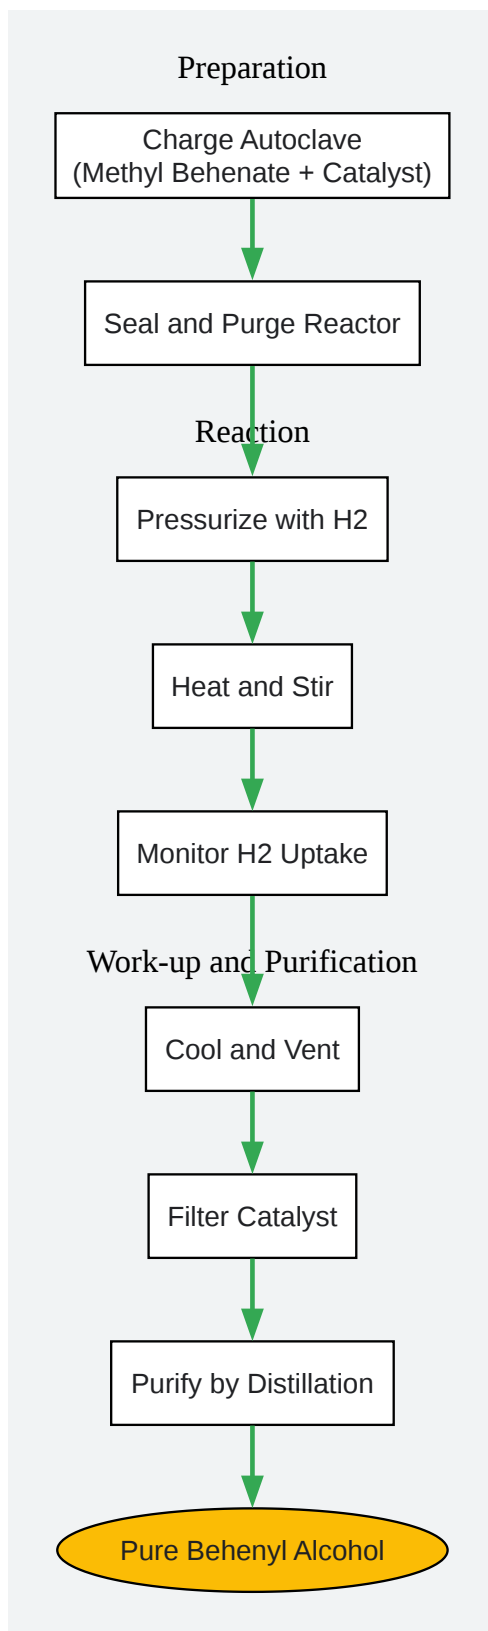 Preparation
Charge Autoclave
(Methyl Behenate + Catalyst)
Seal and Purge Reactor
Reaction
Pressurize with H2
Heat and Stir
Monitor H2 Uptake
Work-up and Purification
Cool and Vent
Filter Catalyst
Purify by Distillation
Pure Behenyl Alcohol